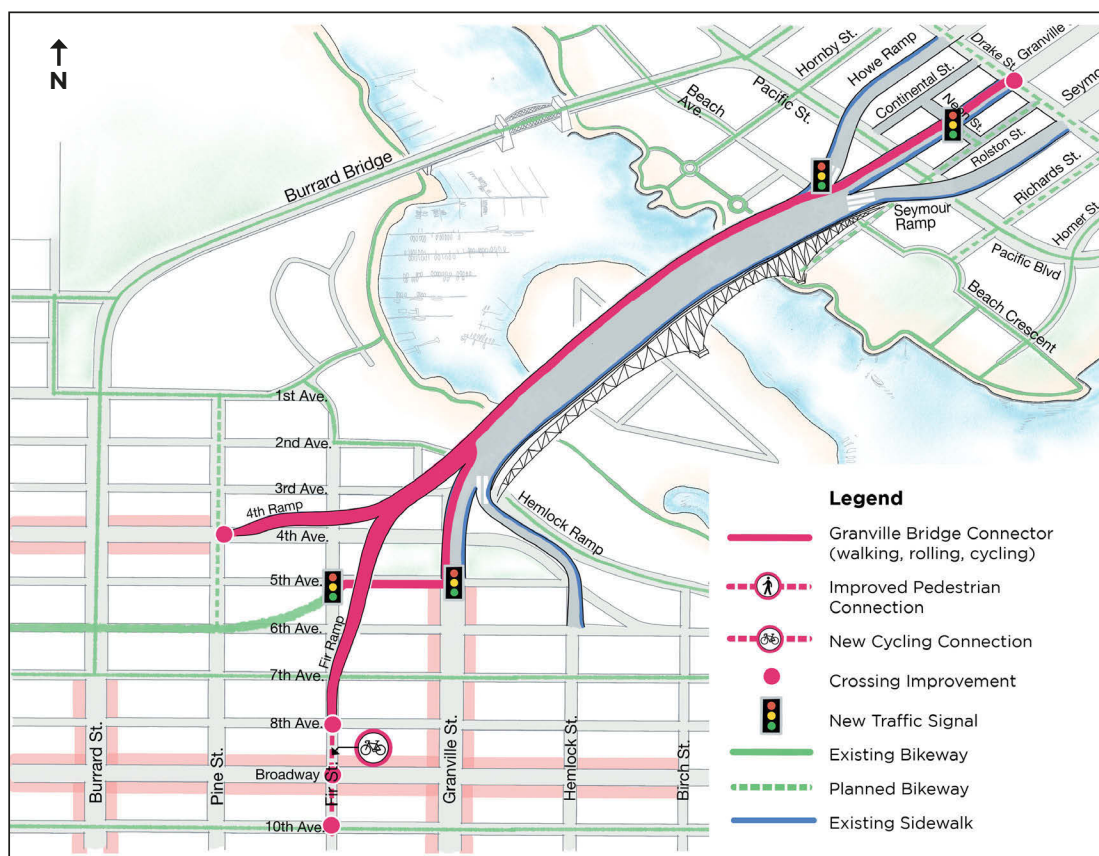 N
Burrard Bridge
Beach
Ave.
Pacific St.
Hornby St.
Howe Ramp
Continental St.
Drake St.
Granville
Seymour
Rolston St.
Richards St.
Homer St.
Seymour
Ramp
Pacific Blvd
Beach Crescent
1st Ave.
2nd Ave.
3rd Ave.
4th Ramp
4th Ave.
5th Ave.
6th Ave.
Fir Ramp
7th Ave.
8th Ave.
Broadway
10th Ave.
Hemlock
Ramp
Burrard St.
Pine St.
Fir St.
Granville St.
Hemlock St.
Birch St.
Legend
Granville Bridge Connector
(walking, rolling, cycling)
Improved Pedestrian
Connection
New Cycling Connection
Crossing Improvement
New Traffic Signal
Existing Bikeway
Planned Bikeway
Existing Sidewalk